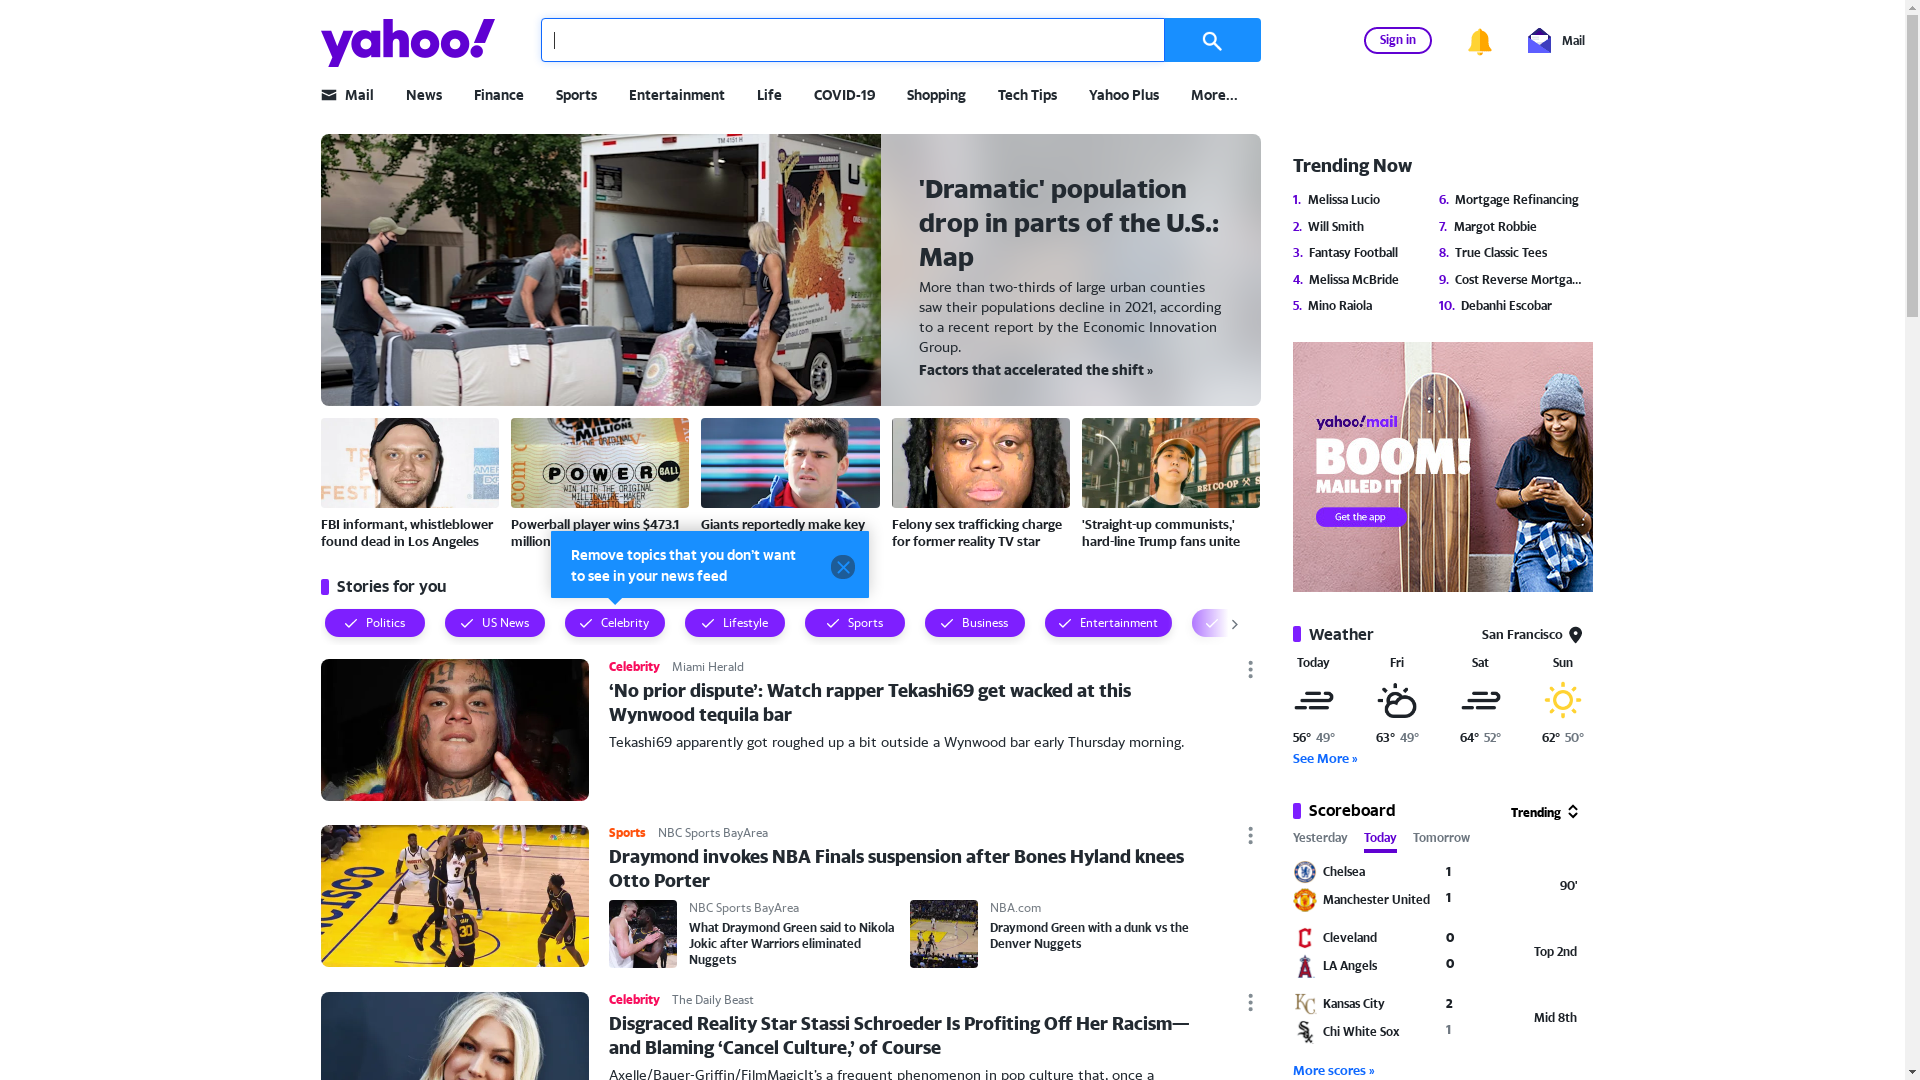 yahoo!
Sign in
Mail
Mail
News
Finance
Sports
Entertainment
Life
COVID-19
Shopping
Tech Tips
Yahoo Plus
More...
'Dramatic' population
drop in parts of the U.S.:
Map
More than two-thirds of large urban counties
saw their populations decline in 2021, according
to a recent report by the Economic Innovation
Group.
Factors that accelerated the shift »
FBI informant, whistleblower
found dead in Los Angeles
Powerball player wins $473.1
million
Giants reportedly make key
Felony sex trafficking charge
for former reality TV star
'Straight-up communists,'
hard-line Trump fans unite
POWER BALL
WIN WITH THE ORIGINAL
MILLIONAIRE-MAKER
SUPERLOTTO PLUS
REI CO-OP
Remove topics that you don't want
to see in your news feed
Stories for you
Politics
US News
Celebrity
Lifestyle
Sports
Business
Entertainment
Celebrity Miami Herald
‘No prior dispute’: Watch rapper Tekashi69 get wacked at this
Wynwood tequila bar
Tekashi69 apparently got roughed up a bit outside a Wynwood bar early Thursday morning.
Sports NBC Sports BayArea
Draymond invokes NBA Finals suspension after Bones Hyland knees
Otto Porter
NBC Sports BayArea
What Draymond Green said to Nikola
Jokic after Warriors eliminated
Nuggets
NBA.com
Draymond Green with a dunk vs the
Denver Nuggets
Celebrity The Daily Beast
Disgraced Reality Star Stassi Schroeder Is Profiting Off Her Racism—
and Blaming ‘Cancel Culture,’ of Course
Axelle/Bauer-Griffin/FilmMagicIt’s a frequent phenomenon in pop culture that, once a
Trending Now
1. Melissa Lucio
2. Will Smith
3. Fantasy Football
4. Melissa McBride
5. Mino Raiola
6. Mortgage Refinancing
7. Margot Robbie
8. True Classic Tees
9. Cost Reverse Mortga...
10. Debanhi Escobar
yahoo!mail
BOOM!
MAILED IT
Get the app
Weather
San Francisco
Today Fri Sat Sun
56° 49° 63° 49° 64° 52° 62° 50°
See More »
Scoreboard
Trending
Yesterday Today Tomorrow
Chelsea 1
Manchester United 1
90'
Cleveland 0
LA Angels 0
Top 2nd
Kansas City 2
Chi White Sox 1
Mid 8th
More scores »